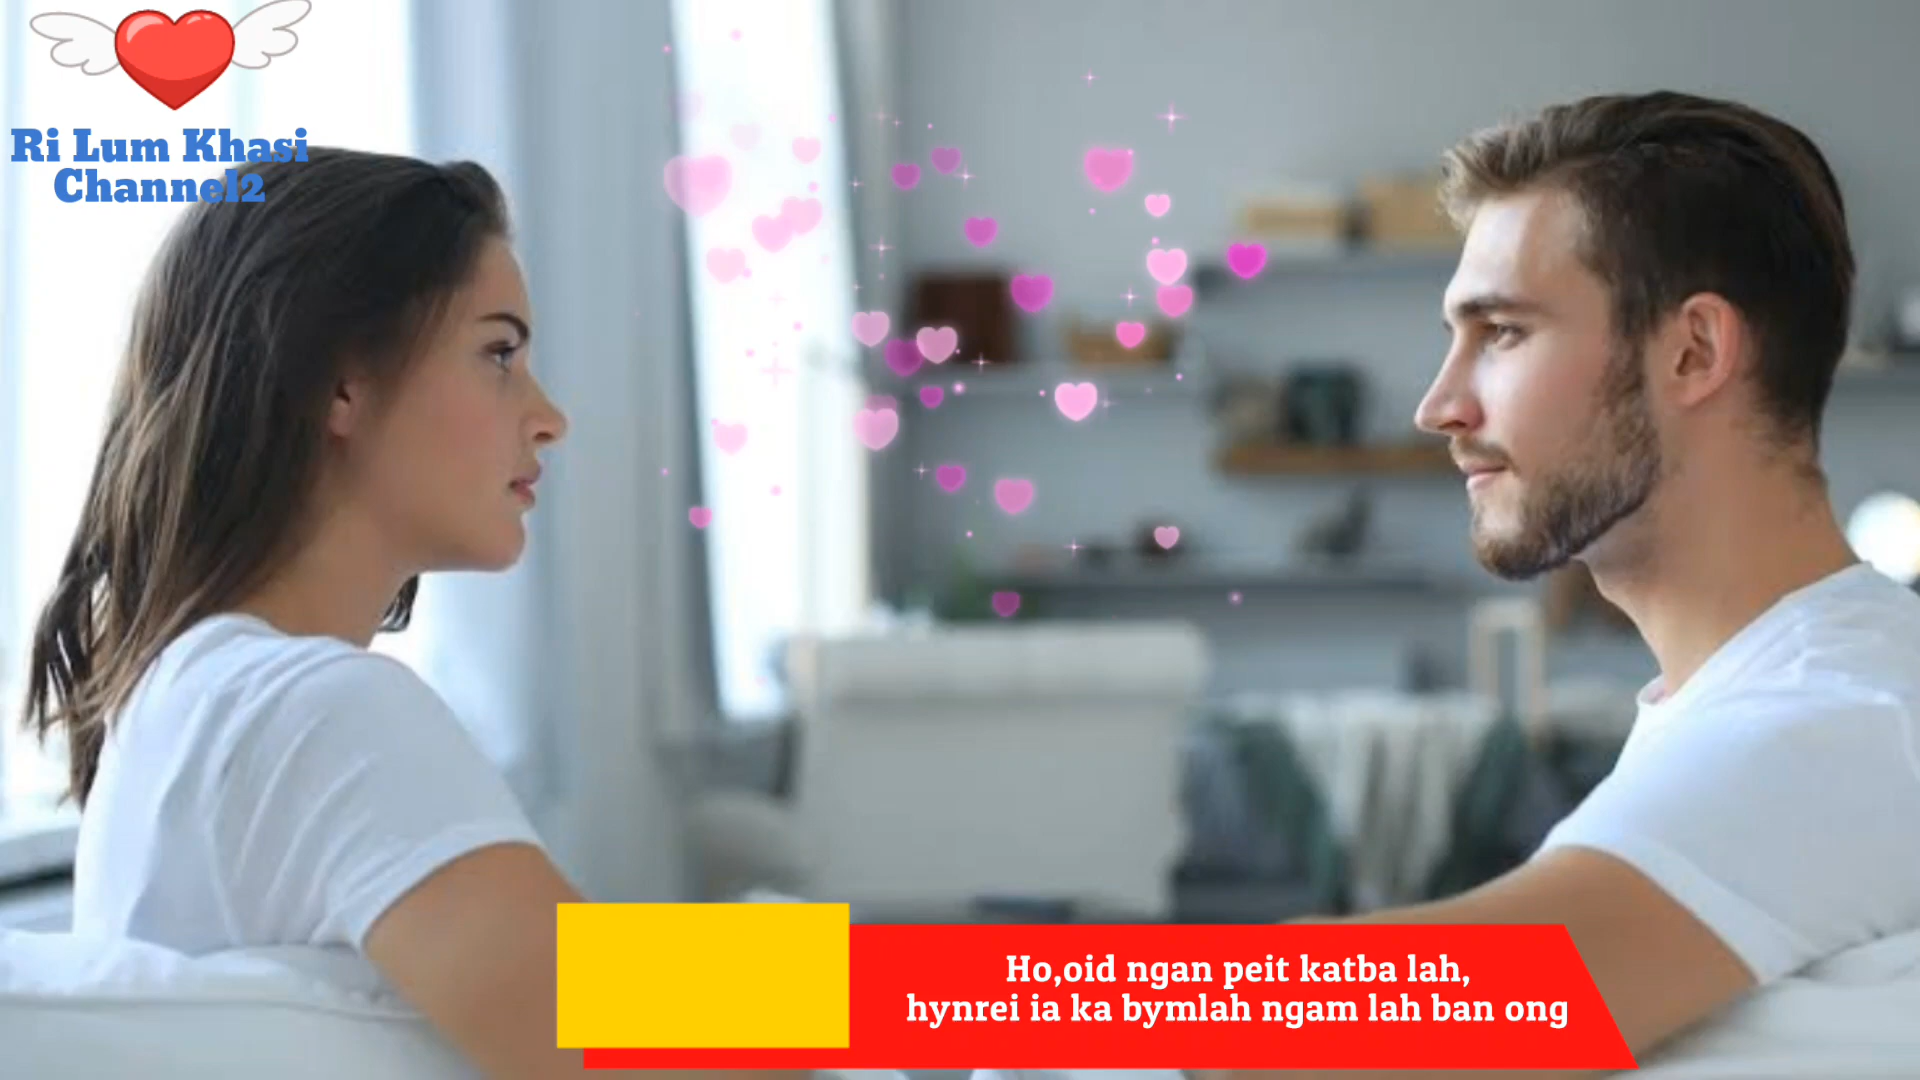 Ri Lum Khasi
Channel2
Ho,oid ngan peit katba lah,
hynrei ia ka bymlah ngam lah ban ong